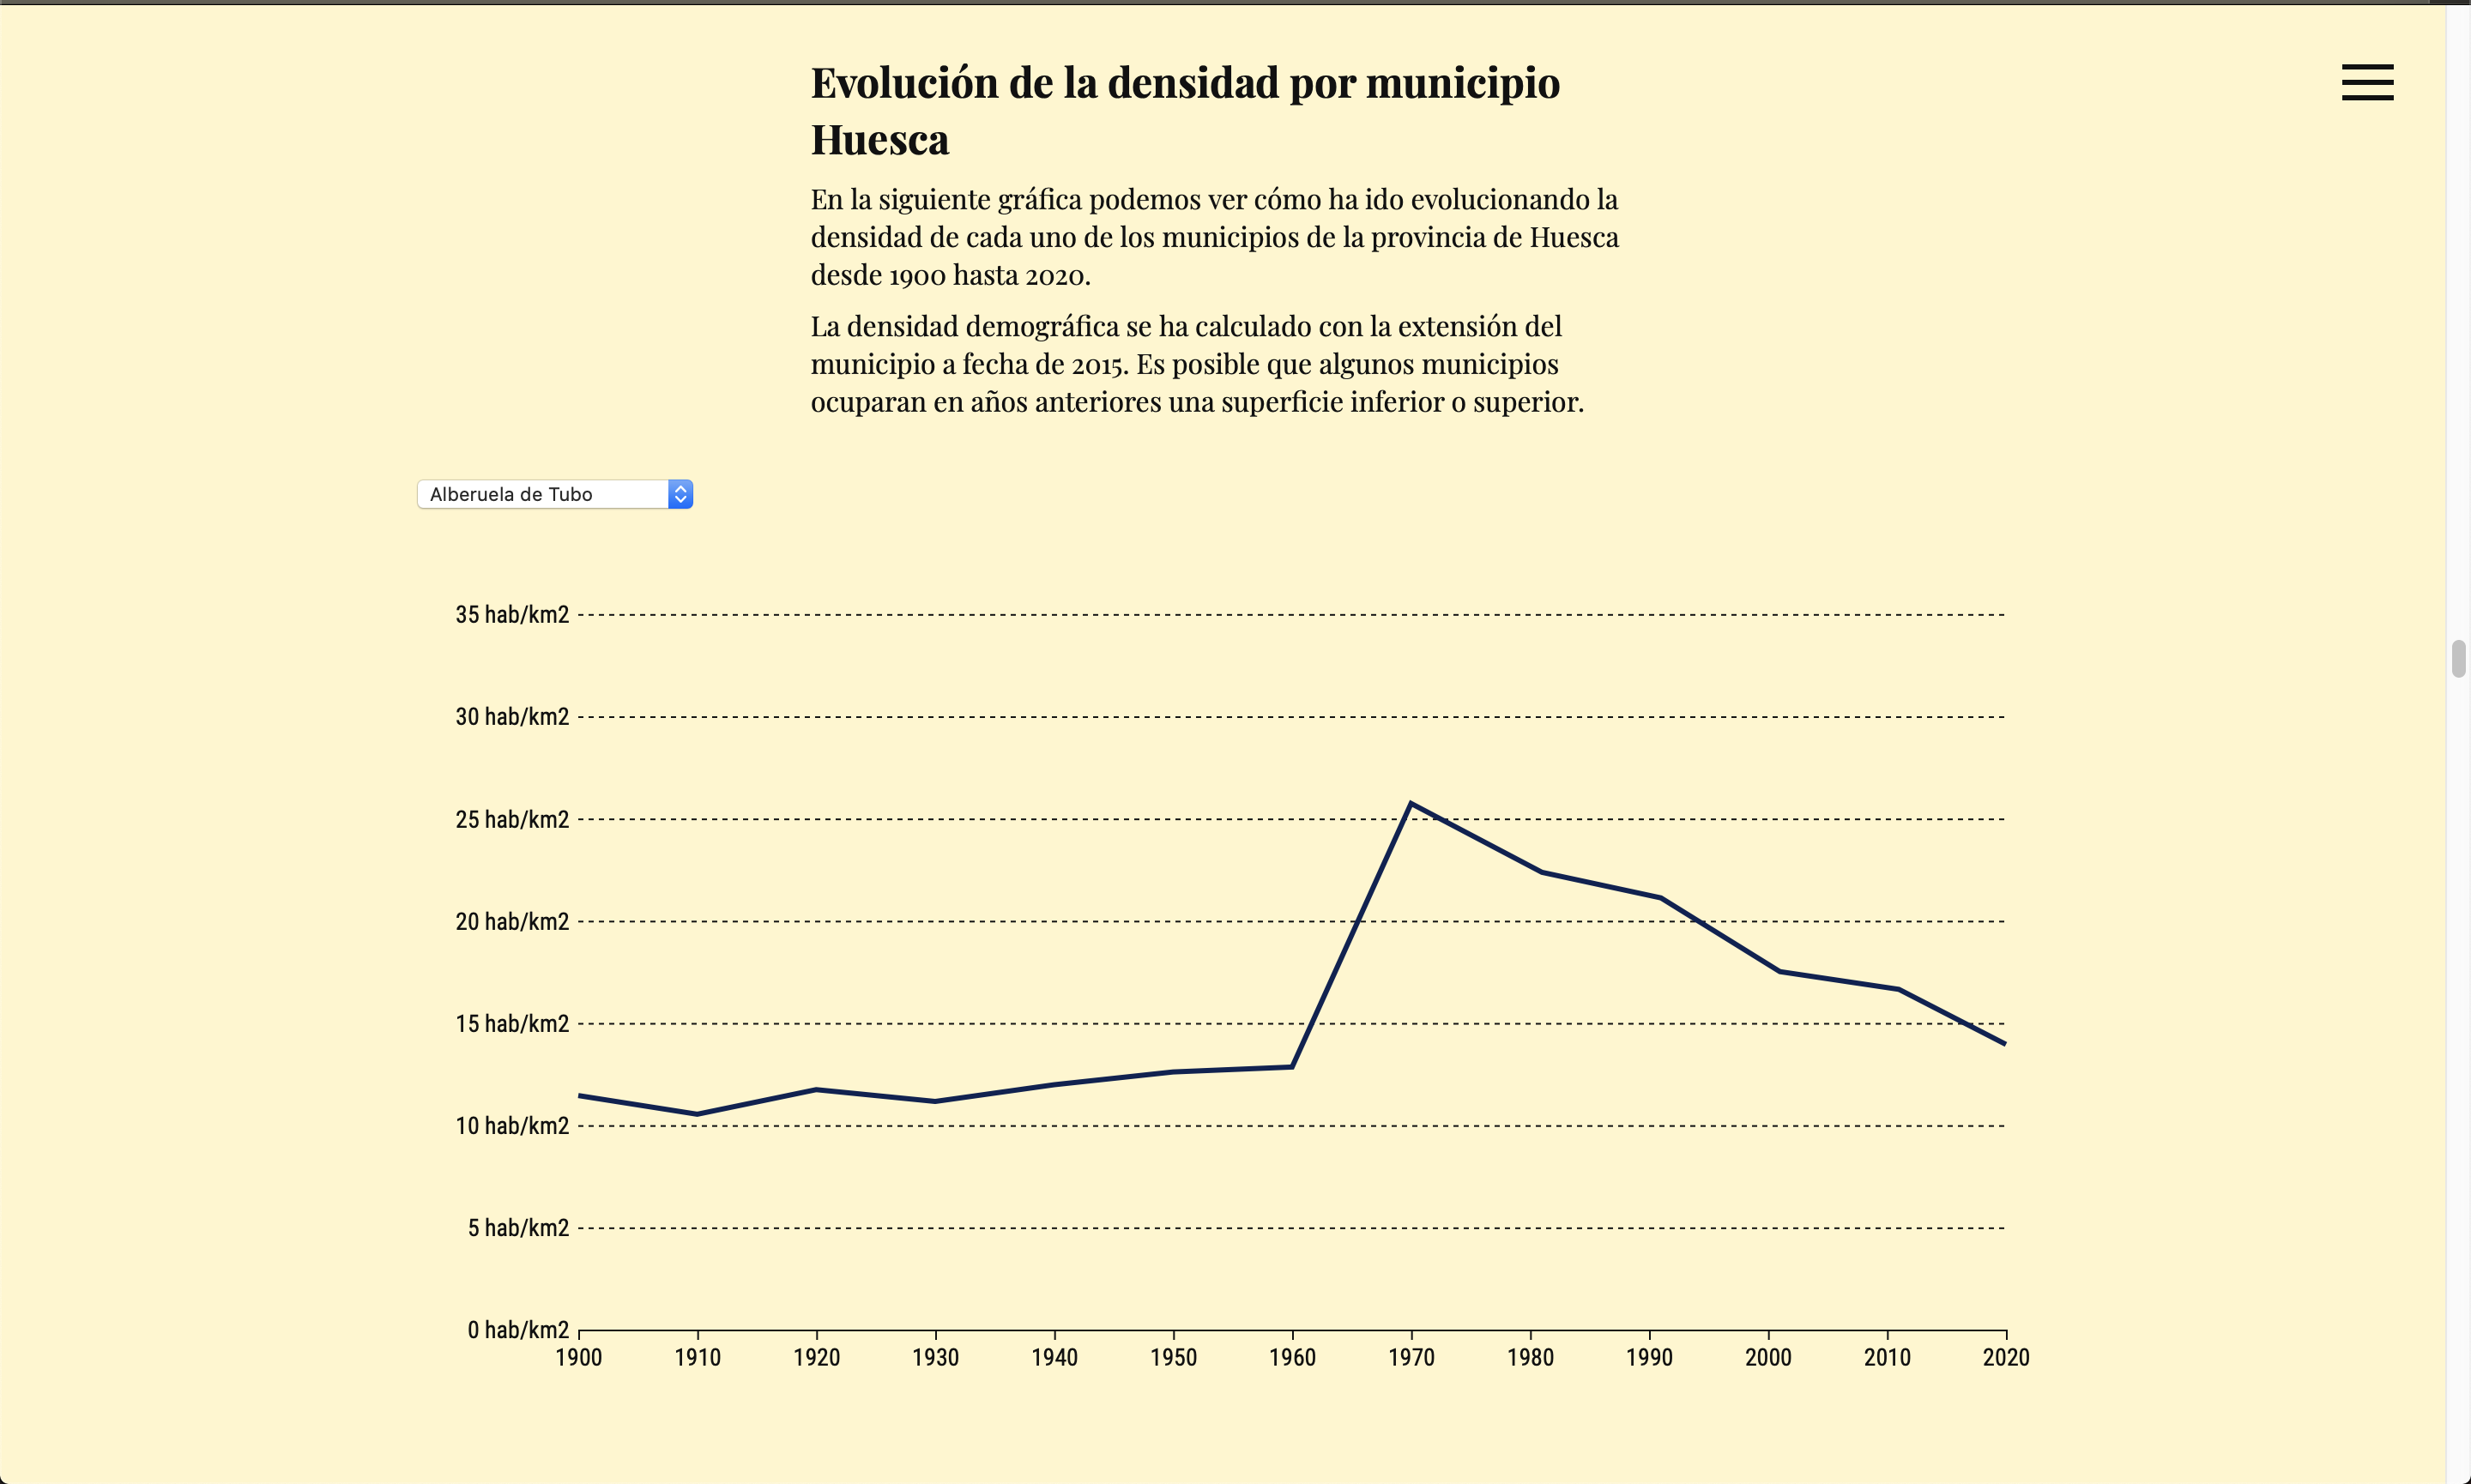 Evolución de la densidad por municipio
Huesca
En la siguiente gráfica podemos ver cómo ha ido evolucionando la
densidad de cada uno de los municipios de la provincia de Huesca
desde 1900 hasta 2020.
La densidad demográfica se ha calculado con la extensión del
municipio a fecha de 2015. Es posible que algunos municipios
ocuparan en años anteriores una superficie inferior o superior.
Alberuela de Tubo
35 hab/km2
30 hab/km2
25 hab/km2
20 hab/km2
15 hab/km2
10 hab/km2
5 hab/km2
0 hab/km2
1900 1910 1920 1930 1940 1950 1960 1970 1980 1990 2000 2010 2020